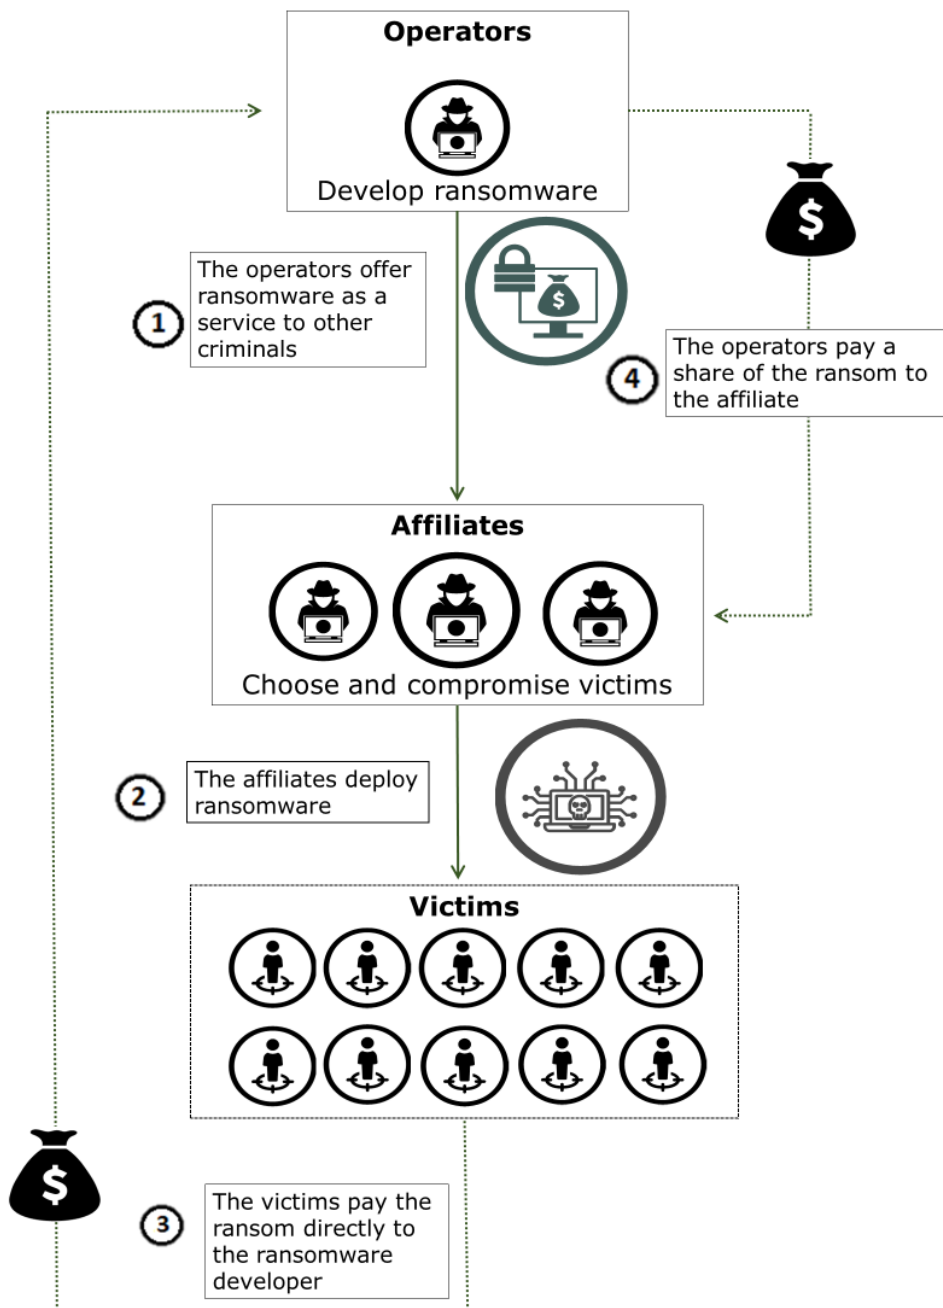 Operators
Develop ransomware
$
1
The operators offer
ransomware as a
service to other
criminals
$
4
The operators pay a
share of the ransom to
the affiliate
Affiliates
Choose and compromise victims
2
The affiliates deploy
ransomware
Victims
$
3
The victims pay the
ransom directly to
the ransomware
developer